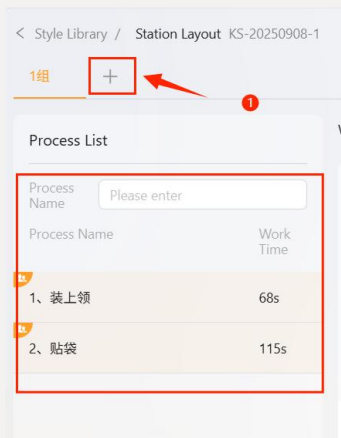 < Style Library / Station Layout KS-20250908-1
1组 +
1
Process List
Process
Name
Please enter
Process Name
Work
Time
1、装上领 68s
2、贴袋 115s